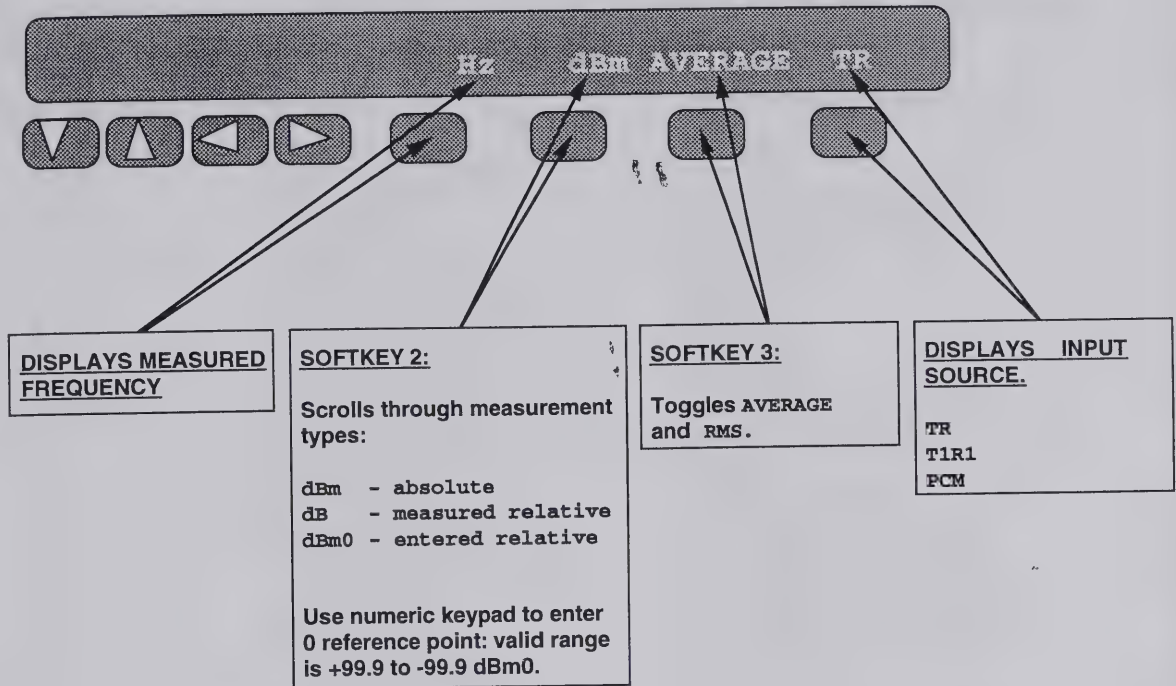 Hz dBm AVERAGE TR
DISPLAYS MEASURED
FREQUENCY
SOFTKEY 2:
Scrolls through measurement
types:
dBm - absolute
dB - measured relative
dBm0 - entered relative
Use numeric keypad to enter
0 reference point: valid range
is +99.9 to -99.9 dBm0.
SOFTKEY 3:
Toggles AVERAGE
and RMS.
DISPLAYS INPUT
SOURCE.
TR
T1R1
PCM